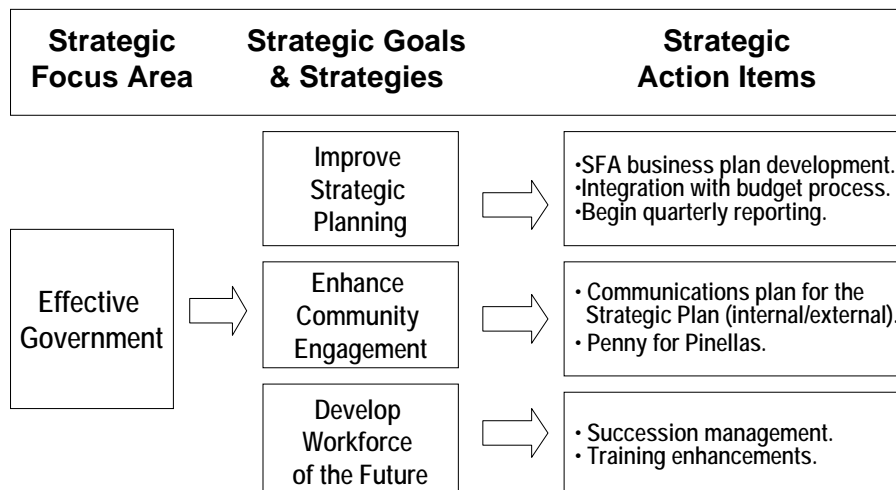 Strategic
Focus Area
Strategic Goals
& Strategies
Strategic
Action Items
Effective
Government
Improve
Strategic
Planning
•SFA business plan development.
•Integration with budget process.
•Begin quarterly reporting.
Enhance
Community
Engagement
• Communications plan for the
Strategic Plan (internal/external).
• Penny for Pinellas.
Develop
Workforce
of the Future
• Succession management.
• Training enhancements.